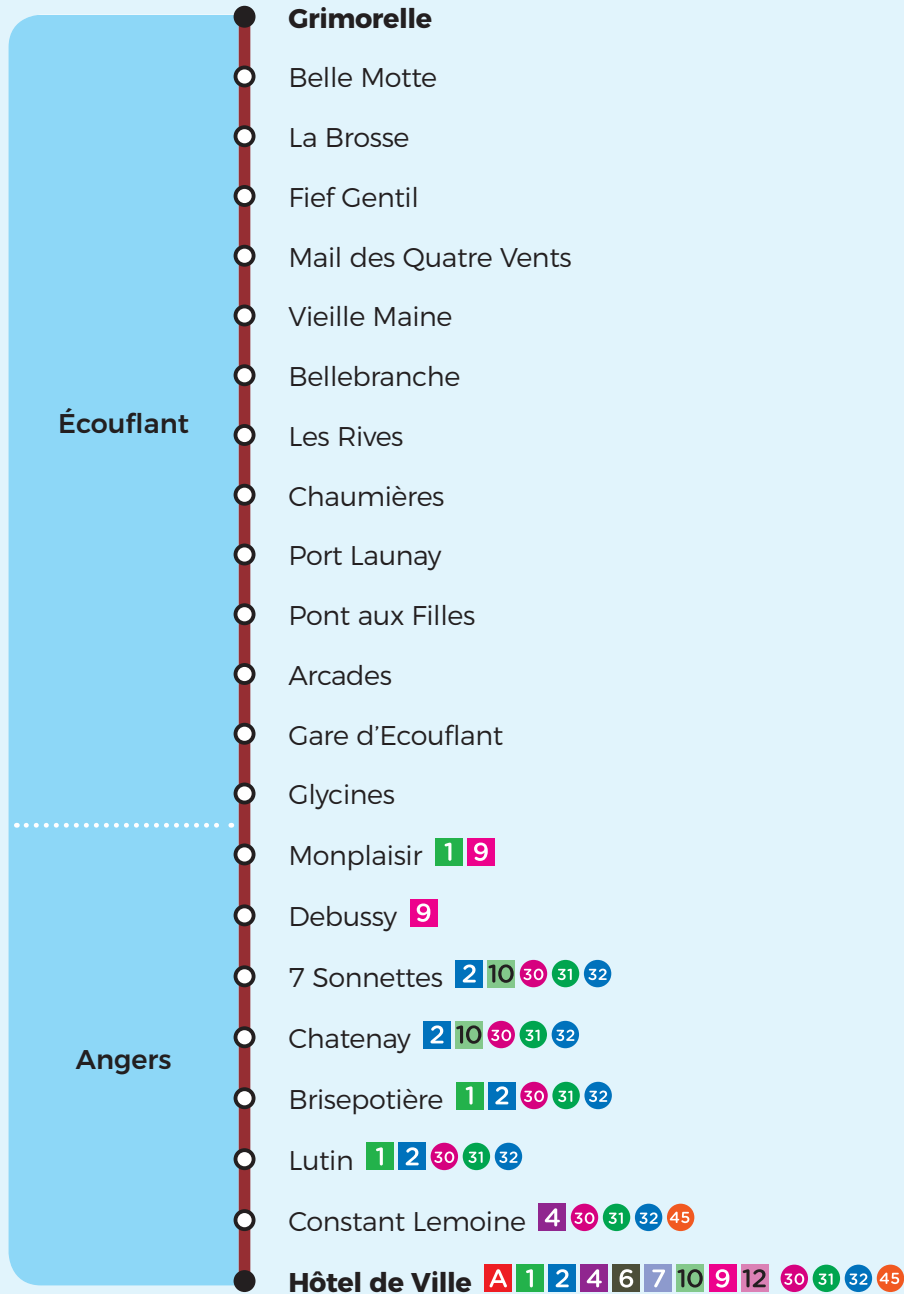 Grimorelle
Belle Motte
La Brosse
Fief Gentil
Mail des Quatre Vents
Vieille Maine
Bellebranche
Écouflant
Les Rives
Chaumières
Port Launay
Pont aux Filles
Arcades
Gare d'Ecouflant
Glycines
Monplaisir 1 9
Debussy 9
7 Sonnettes 2 10 30 31 32
Chatenay 2 10 30 31 32
Angers
Brisepotière 1 2 30 31 32
Lutin 1 2 30 31 32
Constant Lemoine 4 30 31 32 45
Hôtel de Ville A 1 2 4 6 7 10 9 12 30 31 32 45